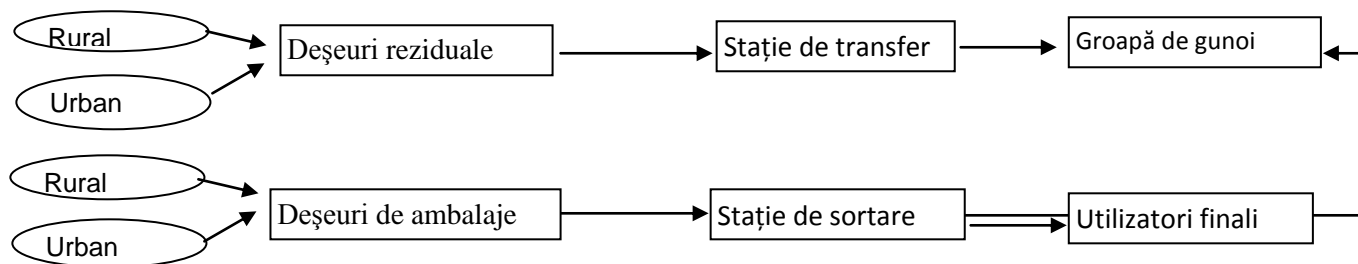 Rural
Deşeuri reziduale
Stație de transfer
Groapă de gunoi
Urban
Rural
Deşeuri de ambalaje
Stație de sortare
Utilizatori finali
Urban